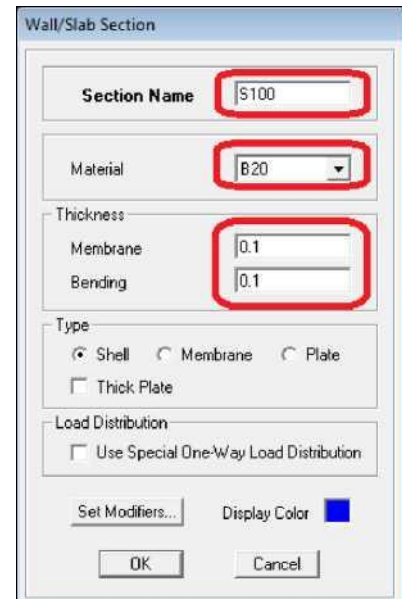 Wall/Slab Section
Section Name S100
Material B20
Thickness
Membrane 0.1
Bending 0.1
Type
Shell Membrane Plate
Thick Plate
Load Distribution
Use Special One-Way Load Distribution
Set Modifiers... Display Color
OK Cancel